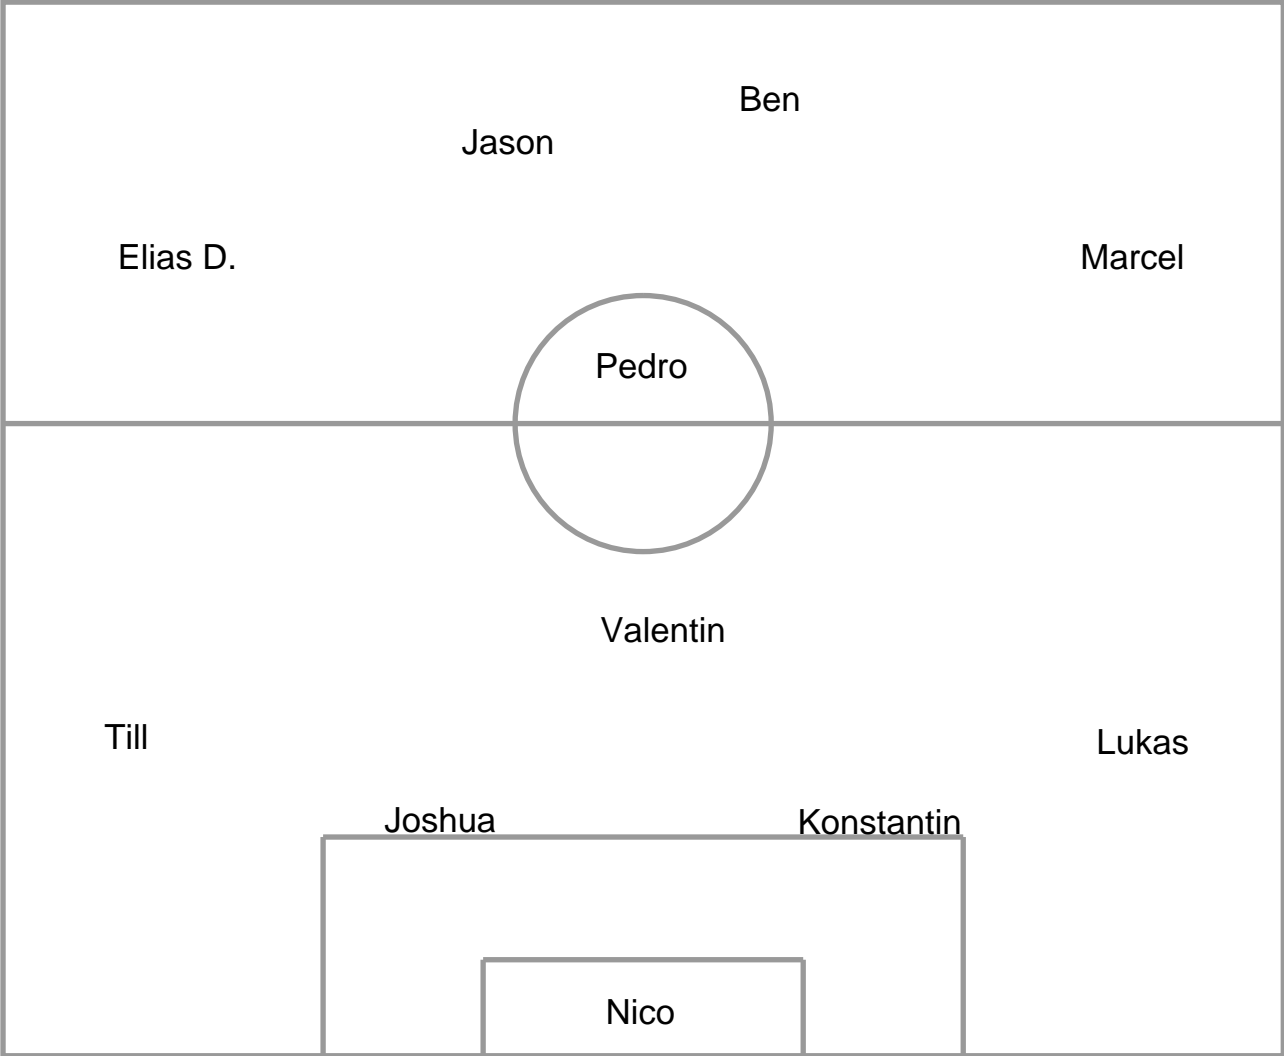 Ben
Jason
Elias D.
Marcel
Pedro
Valentin
Till
Lukas
Joshua
Konstantin
Nico